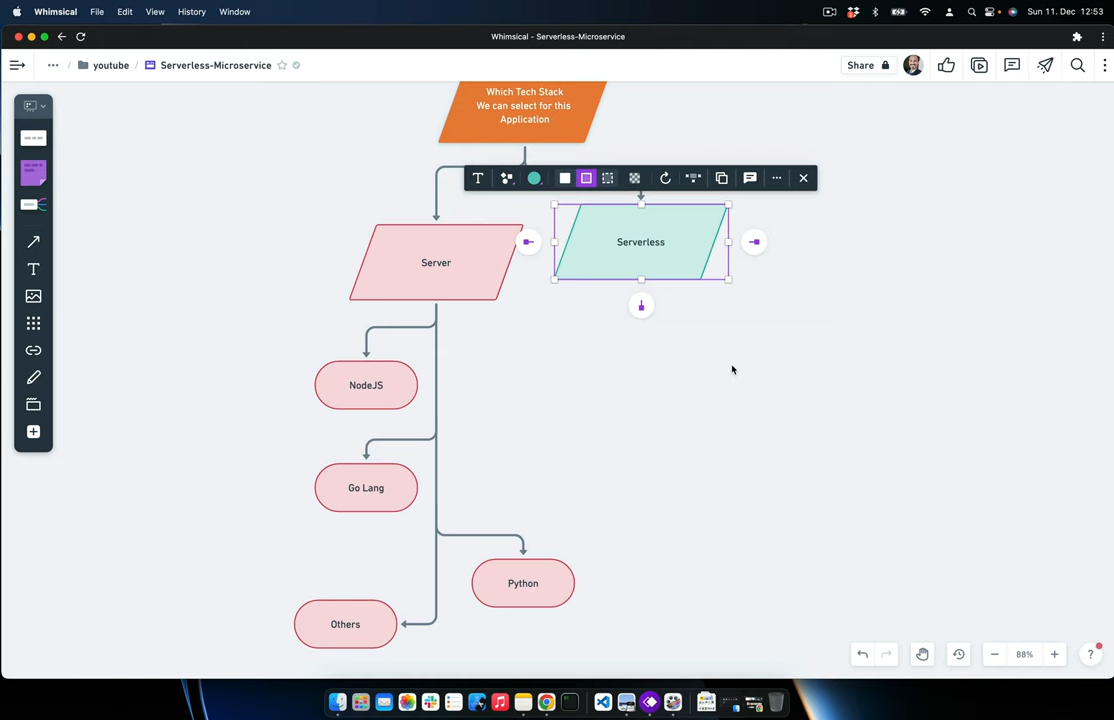 Whimsical File Edit View History Window
Sun 11. Dec 12:53
Whimsical - Serverless-Microservice
youtube / Serverless-Microservice
Share
Which Tech Stack
We can select for this
Application
T
Serverless
Server
NodeJS
Go Lang
Python
Others
88%
?